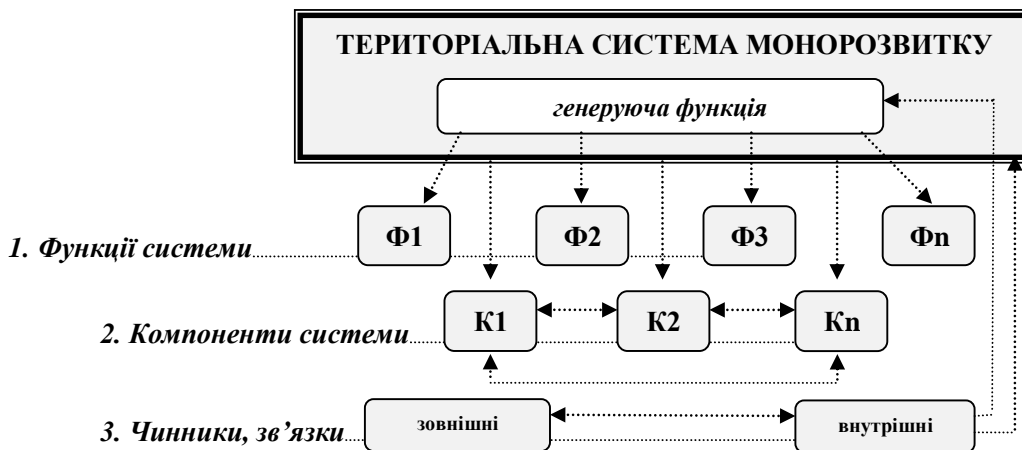 ТЕРИТОРІАЛЬНА СИСТЕМА МОНОРОЗВИТКУ
генеруюча функція
1. Функції системи
Ф1
Ф2
Ф3
Фn
2. Компоненти системи
К1
К2
Кn
3. Чинники, зв’язки
зовнішні
внутрішні